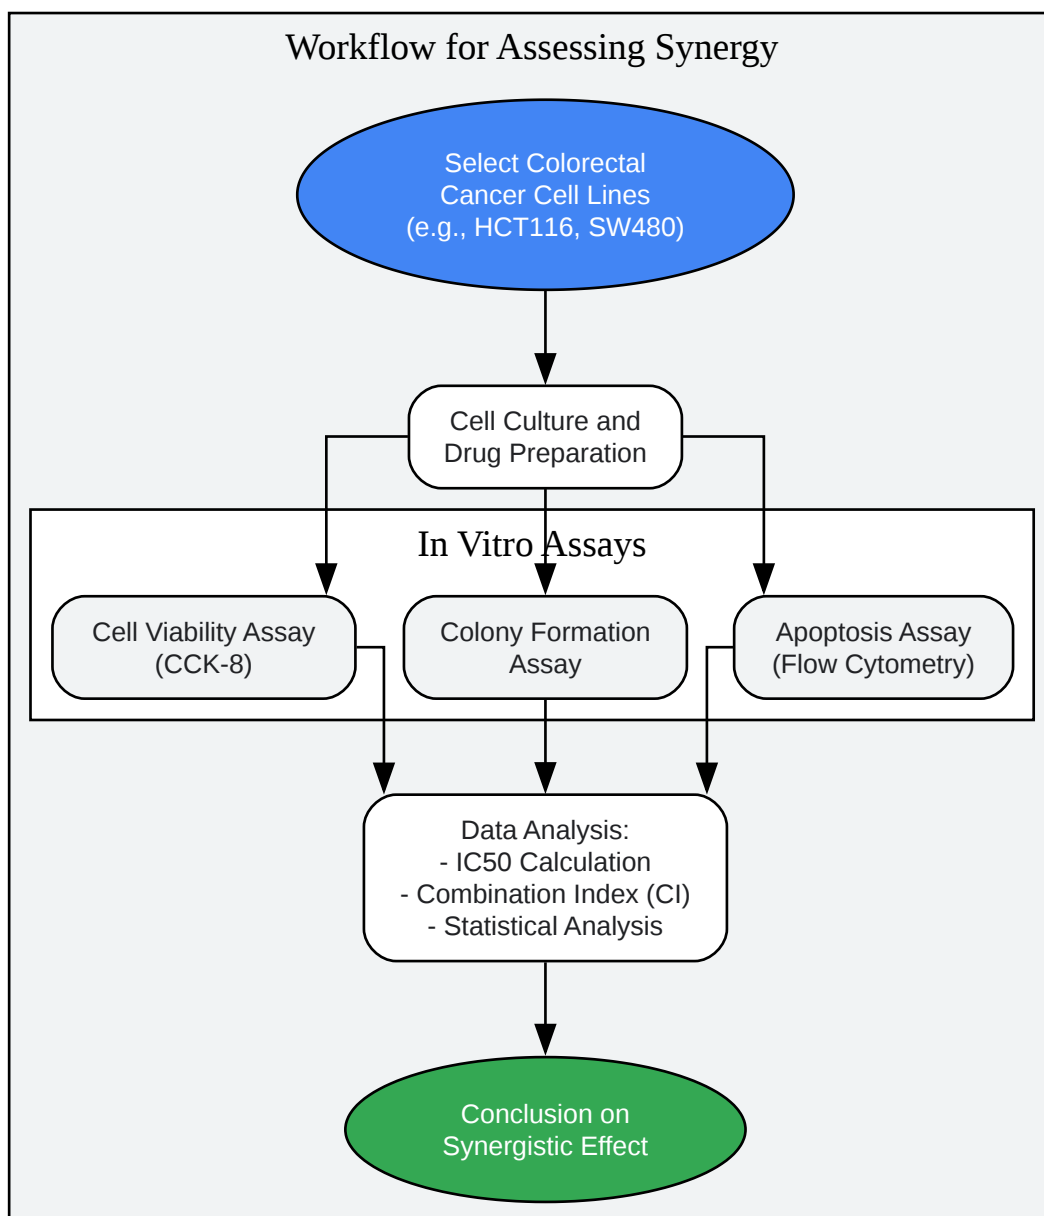 Workflow for Assessing Synergy
Select Colorectal
Cancer Cell Lines
(e.g., HCT116, SW480)
Cell Culture and
Drug Preparation
In Vitro Assays
Cell Viability Assay
(CCK-8)
Colony Formation
Assay
Apoptosis Assay
(Flow Cytometry)
Data Analysis:
- IC50 Calculation
- Combination Index (CI)
- Statistical Analysis
Conclusion on
Synergistic Effect